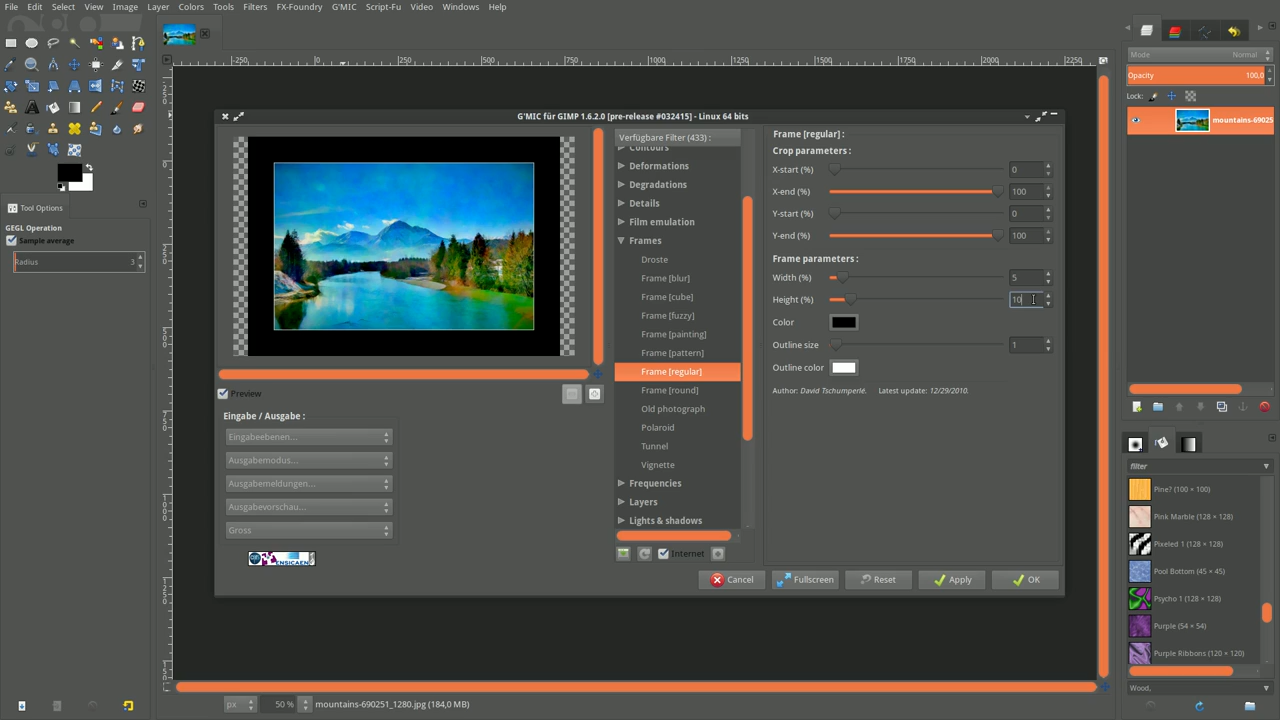 File Edit Select View Image Layer Colors Tools Filters FX-Foundry G'MIC Script-Fu Video Windows Help
Mode Normal
Opacity 100,0
Lock:
mountains-69025
G'MIC für GIMP 1.6.2.0 [pre-release #032415] - Linux 64 bits
Tool Options
GEGL Operation
Sample average
Radius 3
Preview
Eingabe / Ausgabe :
Eingabeebenen...
Ausgabemodus...
Ausgabemeldungen...
Ausgabevorschau...
Gross
ENSICAEN
Verfügbare Filter (433) :
Contours
Deformations
Degradations
Details
Film emulation
Frames
Droste
Frame [blur]
Frame [cube]
Frame [fuzzy]
Frame [painting]
Frame [pattern]
Frame [regular]
Frame [round]
Old photograph
Polaroid
Tunnel
Vignette
Frequencies
Layers
Lights & shadows
Internet
Frame [regular] :
Crop parameters :
X-start (%) 0
X-end (%) 100
Y-start (%) 0
Y-end (%) 100
Frame parameters :
Width (%) 5
Height (%) 10
Color
Outline size 1
Outline color
Author: David Tschumperlé. Latest update: 12/29/2010.
Cancel Fullscreen Reset Apply OK
filter
Pine? (100 × 100)
Pink Marble (128 × 128)
Pixeled 1 (128 × 128)
Pool Bottom (45 × 45)
Psycho 1 (128 × 128)
Purple (54 × 54)
Purple Ribbons (120 × 120)
Wood,
px 50 % mountains-690251_1280.jpg (184,0 MB)